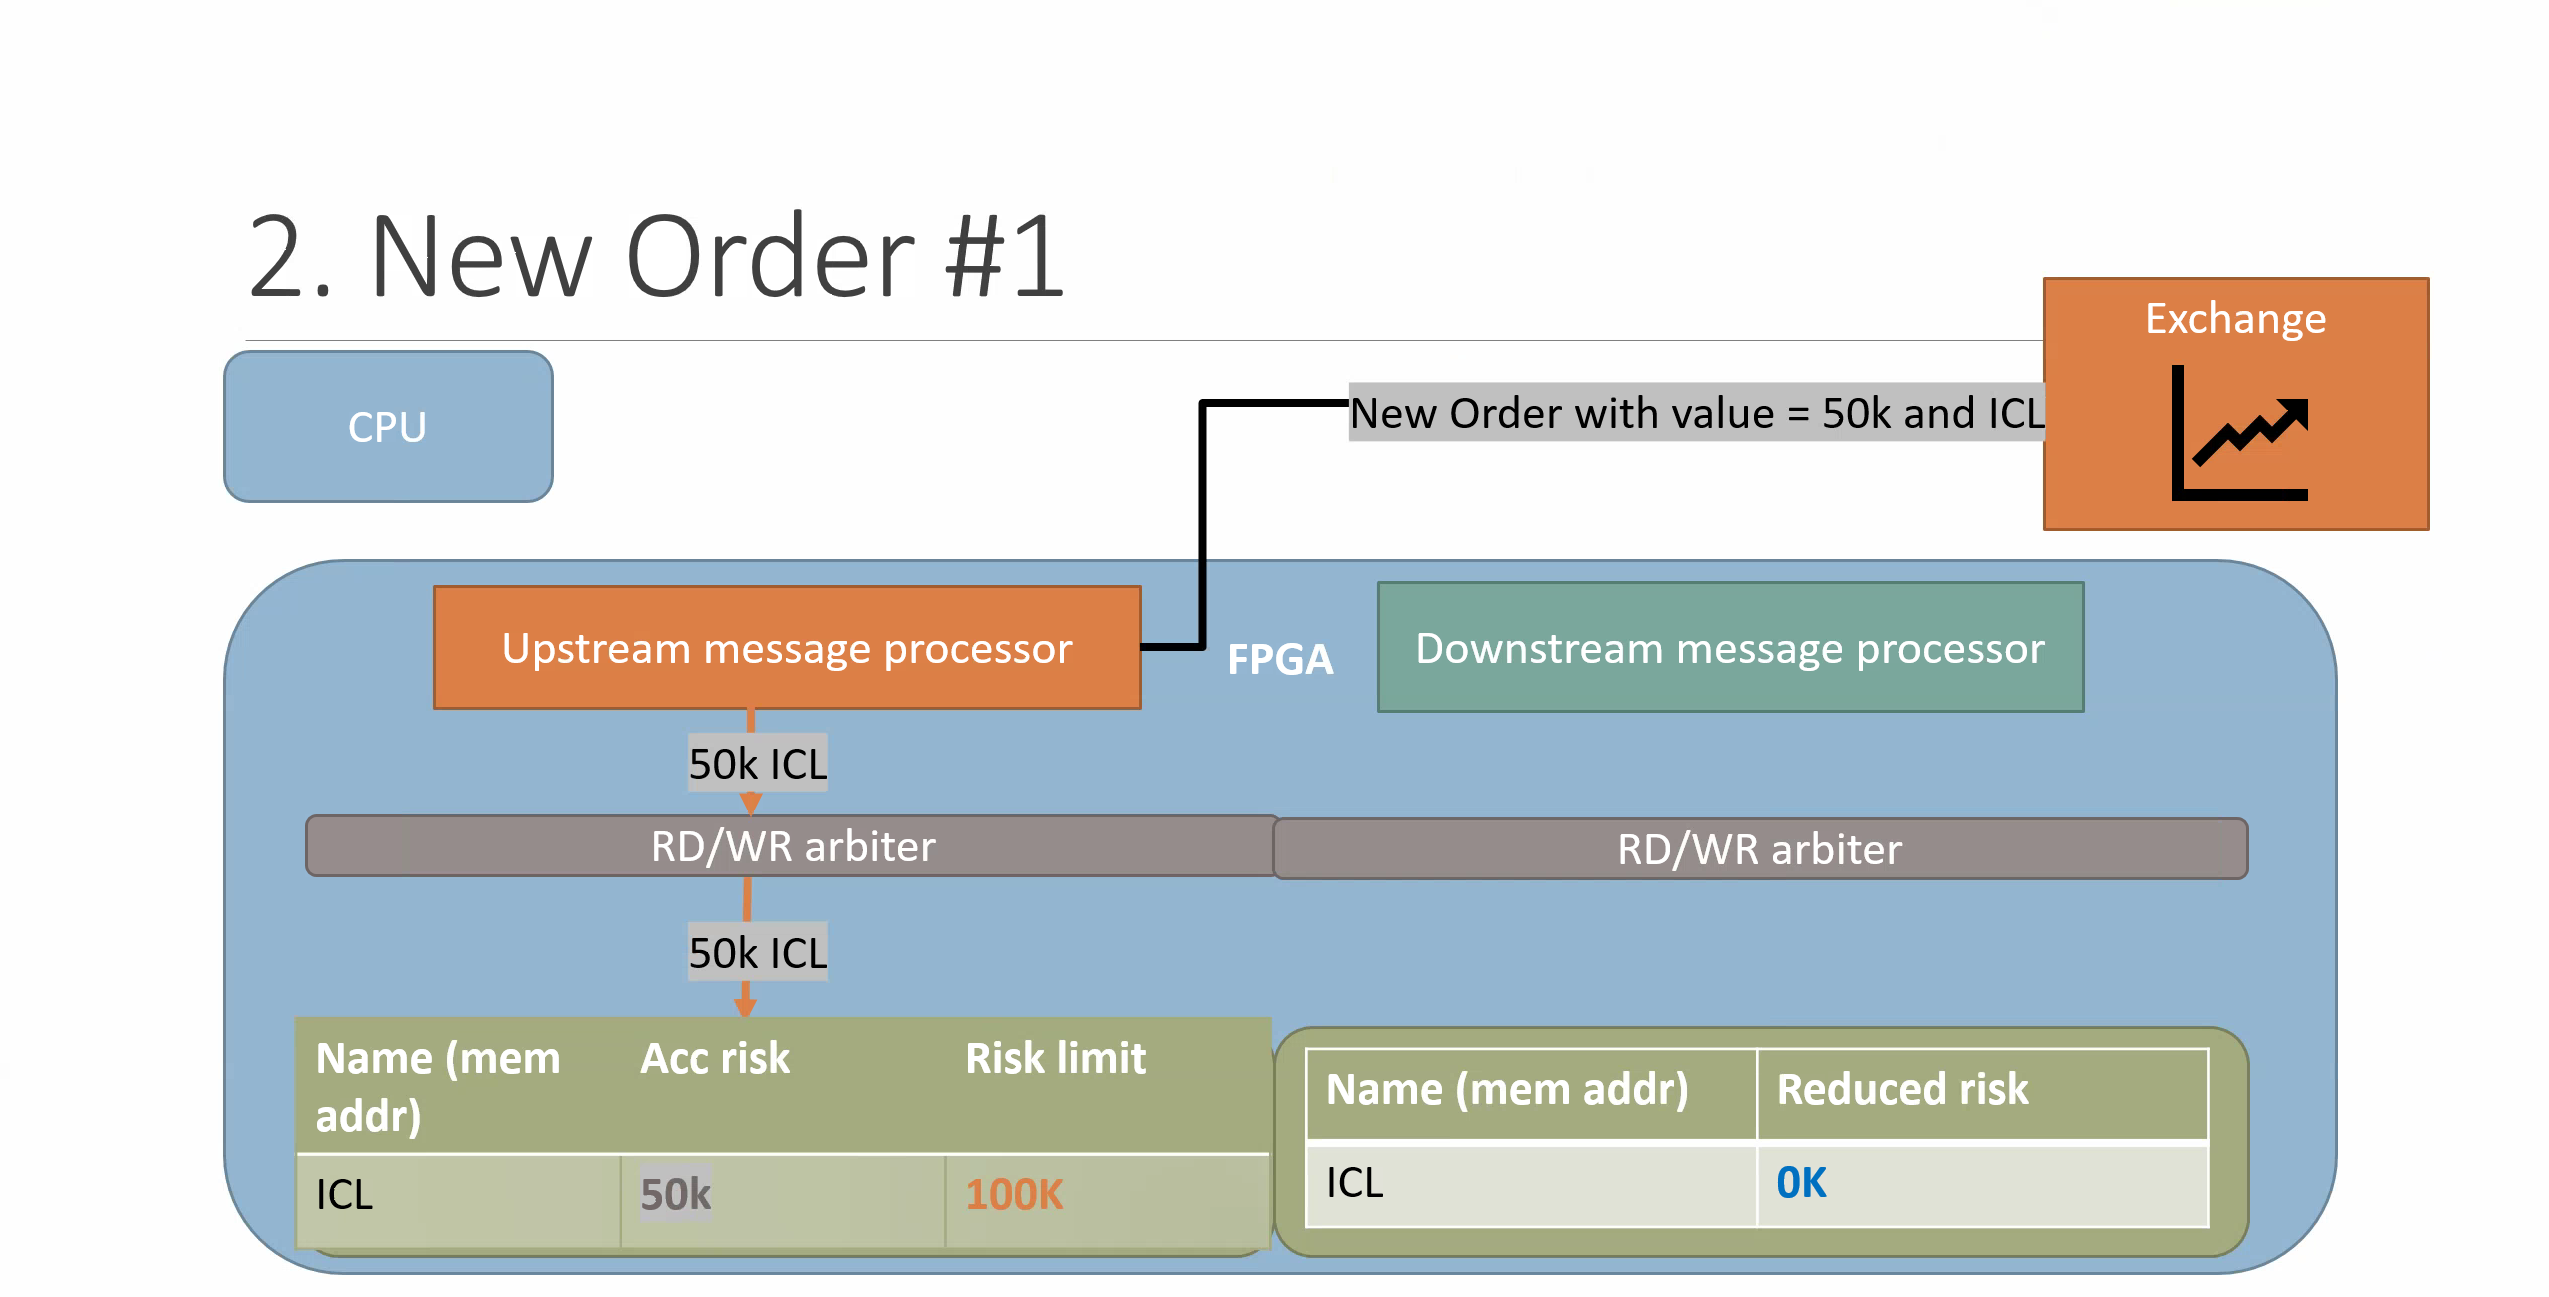 2. New Order #1
Exchange
CPU
New Order with value = 50k and ICL
Upstream message processor
FPGA
Downstream message processor
50k ICL
RD/WR arbiter
RD/WR arbiter
50k ICL
Name (mem
addr)
Acc risk
Risk limit
ICL
50k
100K
Name (mem addr)
Reduced risk
ICL
0K